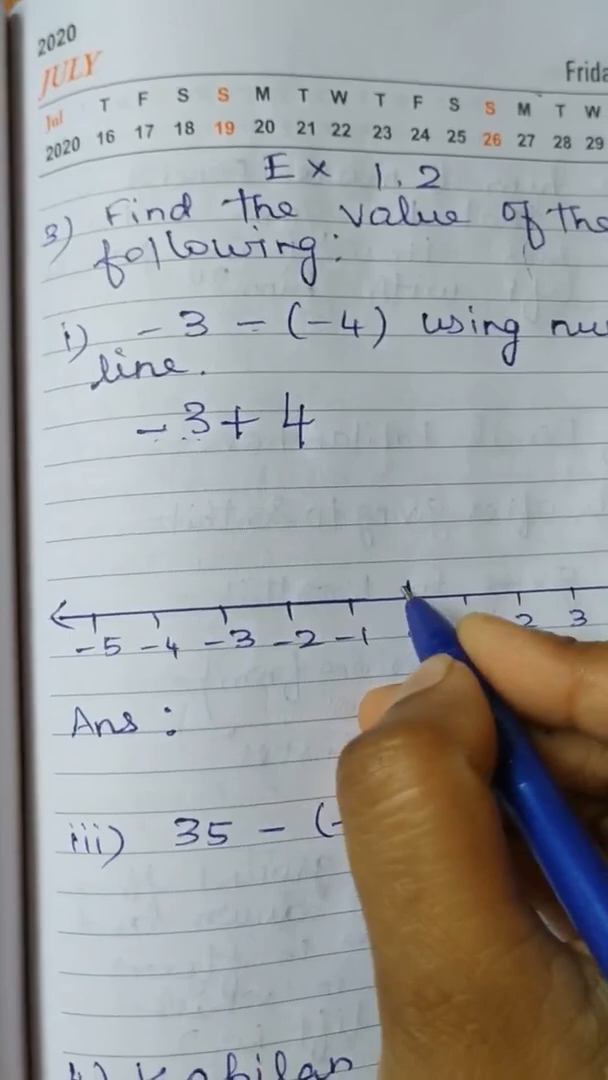 2020
JULY
Frida
T F S S M T W T F S S M T W
Jul 2020 16 17 18 19 20 21 22 23 24 25 26 27 28 29
Ex 1.2
3) Find the value of the
following:
i) -3 - (-4) using nu
line.
-3+4
-5 -4 -3 -2 -1 2 3
Ans :
iii) 35 - (-